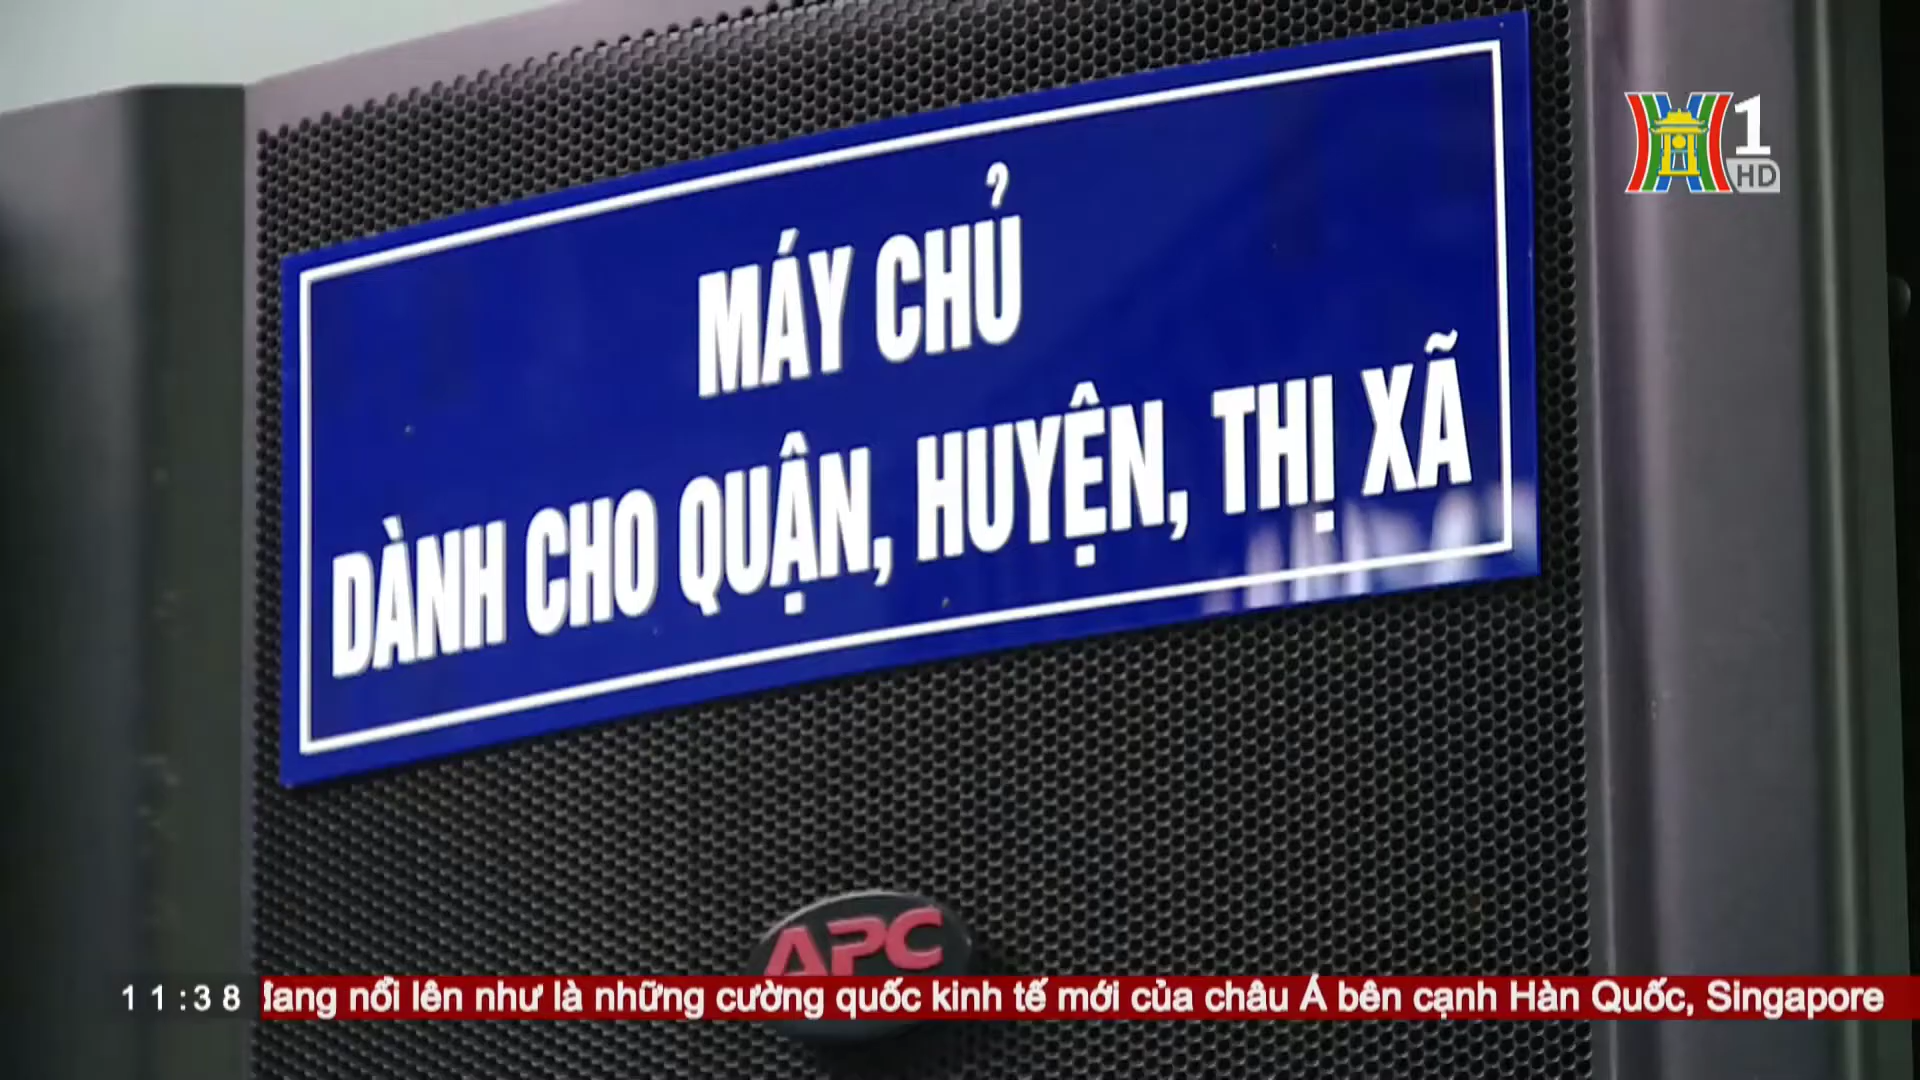 1
HD
MÁY CHỦ
DÀNH CHO QUẬN, HUYỆN, THỊ XÃ
APC
11:38
nổi lên như là những cường quốc kinh tế mới của châu Á bên cạnh Hàn Quốc, Singapore